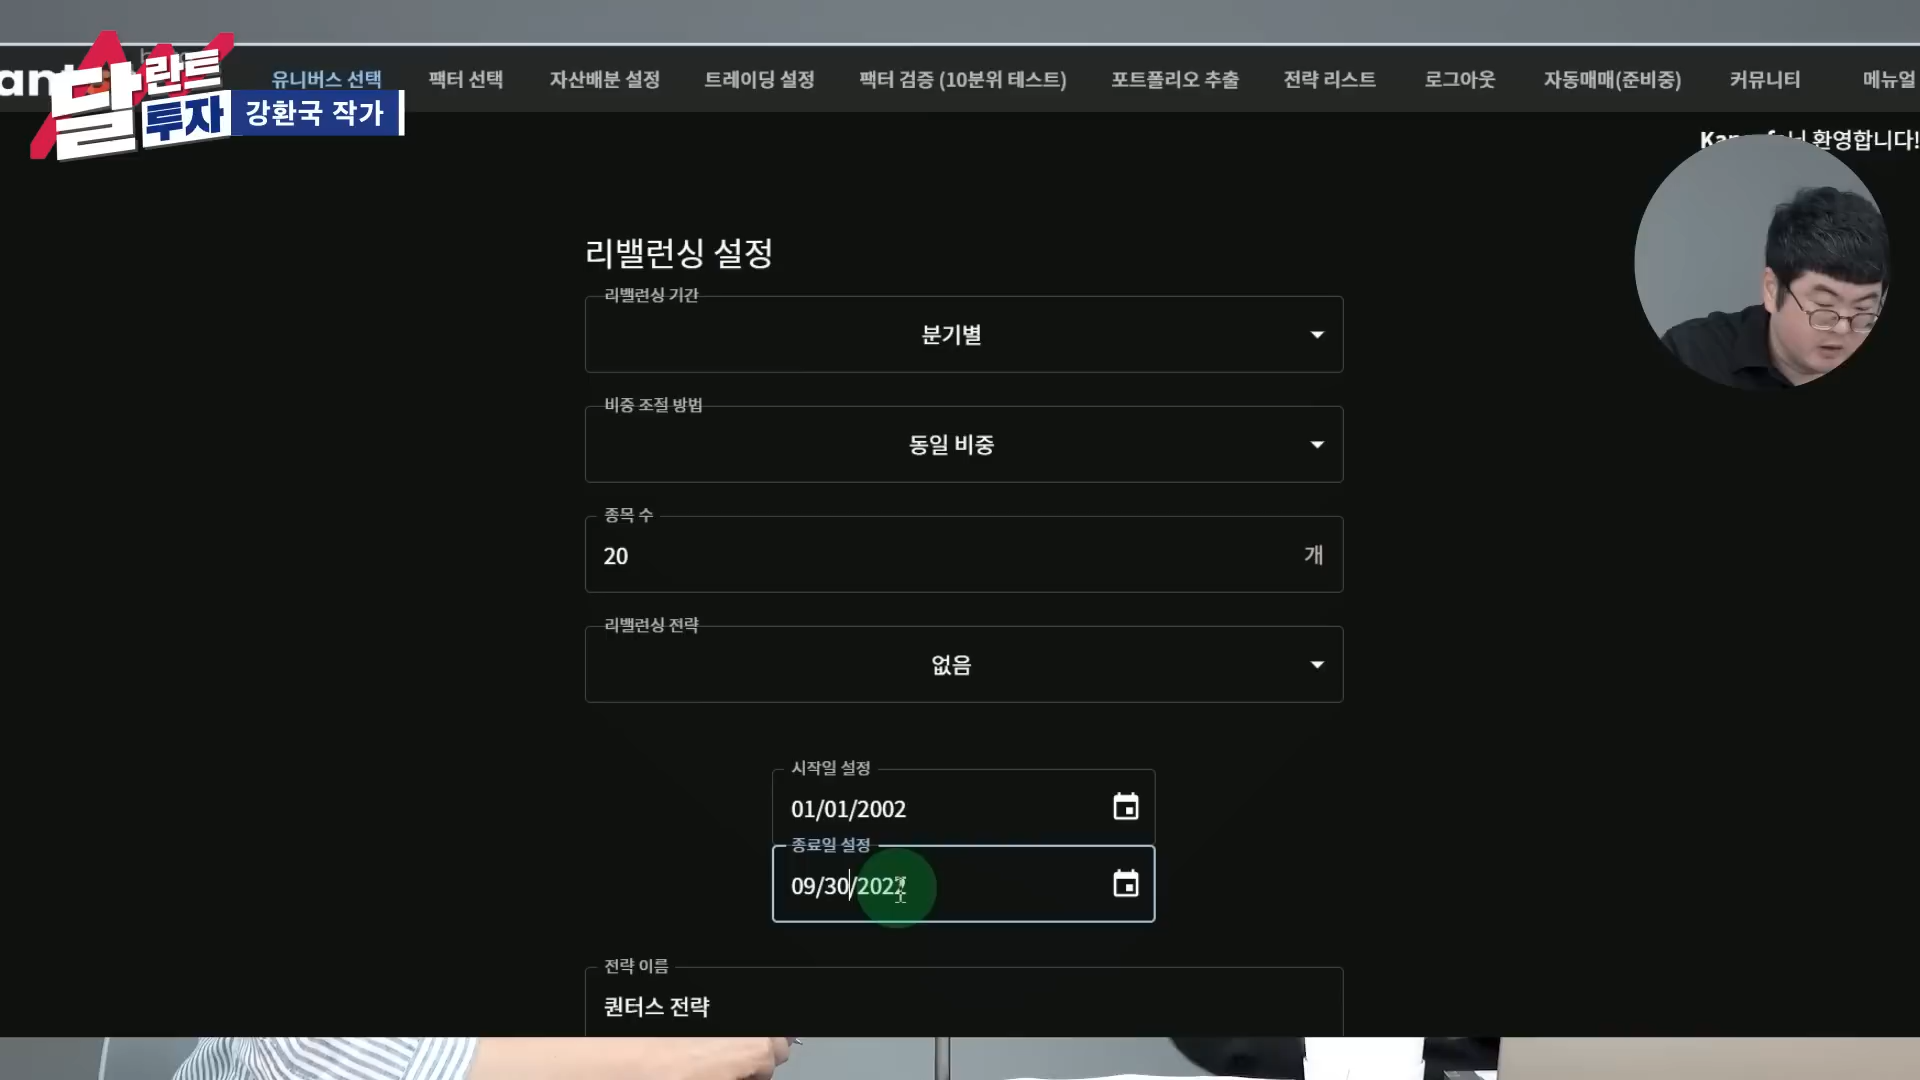 달란트투자
강환국 작가
유니버스 선택
팩터 선택
자산배분 설정
트레이딩 설정
팩터 검증 (10분위 테스트)
포트폴리오 추출
전략 리스트
로그아웃
자동매매(준비중)
커뮤니티
메뉴얼
환영합니다!
리밸런싱 설정
리밸런싱 기간
분기별
비중 조절 방법
동일 비중
종목 수
20
개
리밸런싱 전략
없음
시작일 설정
01/01/2002
종료일 설정
09/30/202
전략 이름
퀀터스 전략